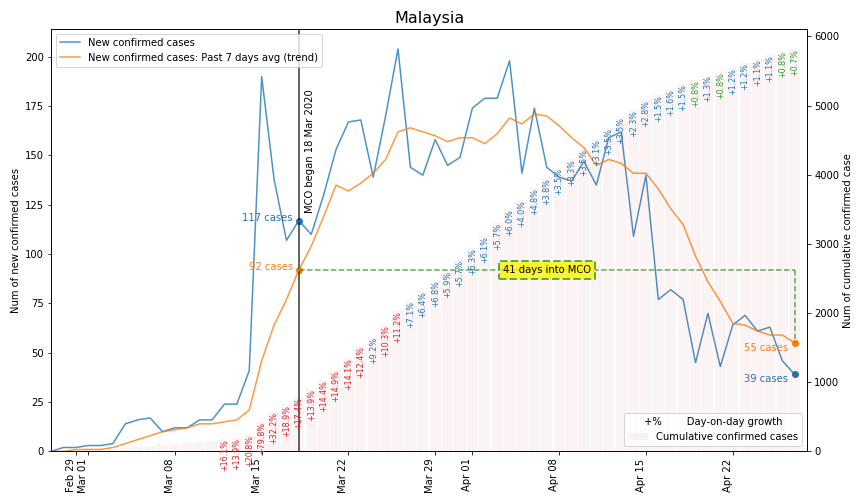 Malaysia
New confirmed cases
New confirmed cases: Past 7 days avg (trend)
MCO began 18 Mar 2020
117 cases
92 cases
41 days into MCO
55 cases
39 cases
+% Day-on-day growth
Cumulative confirmed cases
Num of new confirmed cases
200
175
150
125
100
75
50
25
0
Num of cumulative confirmed case
6000
5000
4000
3000
2000
1000
0
Feb 29
Mar 01
Mar 08
Mar 15
Mar 22
Mar 29
Apr 01
Apr 08
Apr 15
Apr 22
+13.9%
+20.8%
+79.8%
+32.2%
+18.9%
+17.4%
+13.9%
+14.4%
+14.9%
+14.1%
+12.4%
+9.2%
+10.3%
+11.2%
+7.1%
+6.4%
+6.8%
+5.9%
+5.7%
+6.3%
+6.1%
+5.7%
+6.0%
+4.0%
+4.8%
+3.8%
+3.5%
+3.3%
+3.1%
+2.3%
+2.8%
+1.5%
+1.6%
+1.5%
+0.8%
+1.3%
+0.8%
+1.2%
+1.2%
+1.1%
+1.1%
+0.8%
+0.7%